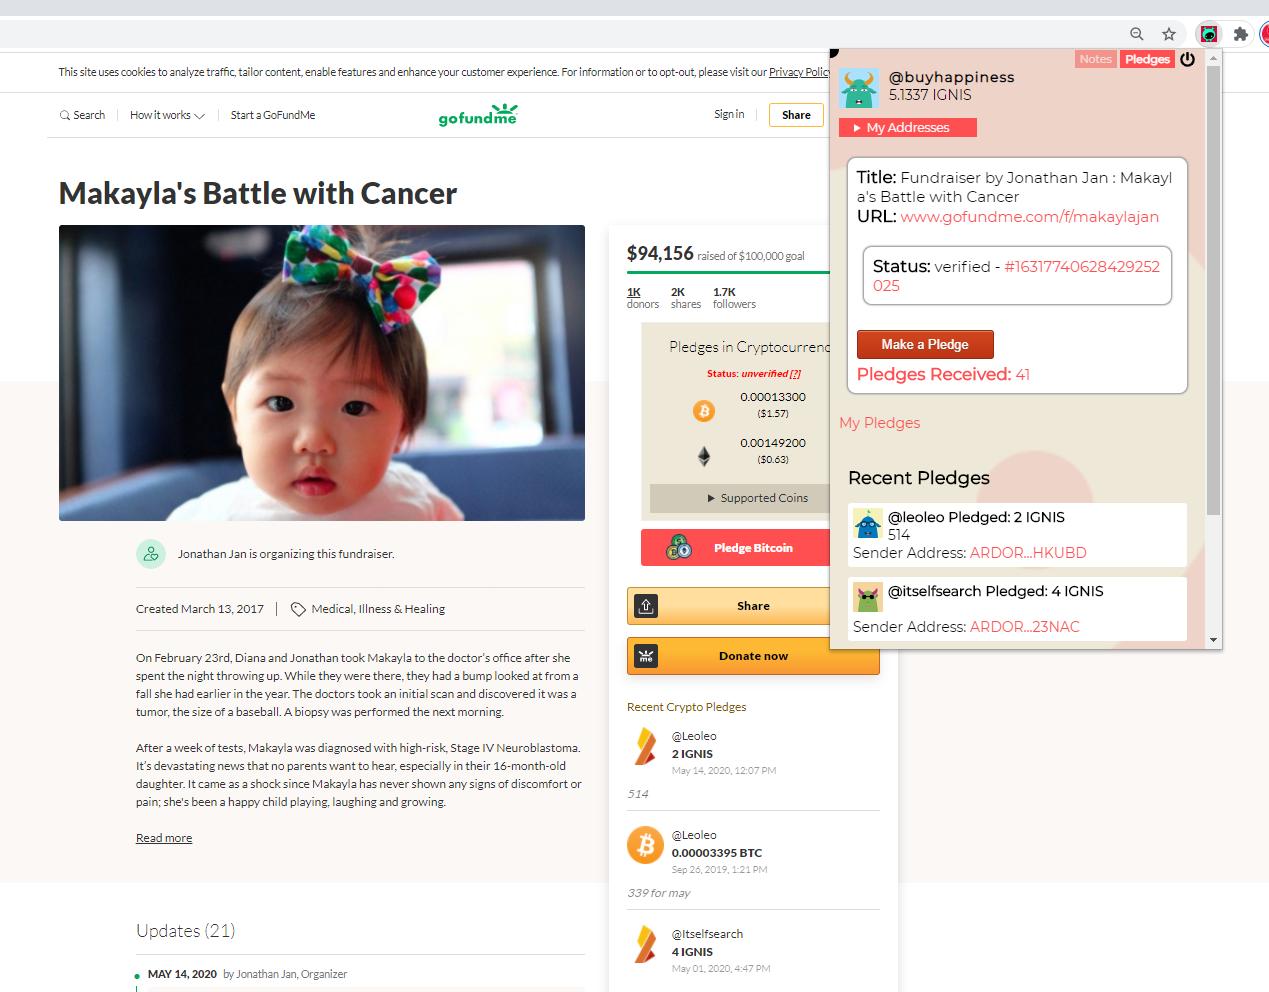 This site uses cookies to analyze traffic, tailor content, enable features and enhance your customer experience. For information or to opt-out, please visit our Privacy Policy
Search
How it works
Start a GoFundMe
gofundme
Sign in
Share
Makayla's Battle with Cancer
$94,156 raised of $100,000 goal
1K
donors
2K
shares
1.7K
followers
Pledges in Cryptocurrenc
Status: unverified [?]
0.00013300
($1.57)
0.00149200
($0.63)
Supported Coins
Pledge Bitcoin
Share
me
Donate now
Jonathan Jan is organizing this fundraiser.
Created March 13, 2017
Medical, Illness & Healing
On February 23rd, Diana and Jonathan took Makayla to the doctor's office after she
spent the night throwing up. While they were there, they had a bump looked at from a
fall she had earlier in the year. The doctors took an initial scan and discovered it was a
tumor, the size of a baseball. A biopsy was performed the next morning.
After a week of tests, Makayla was diagnosed with high-risk, Stage IV Neuroblastoma.
It's devastating news that no parents want to hear, especially in their 16-month-old
daughter. It came as a shock since Makayla has never shown any signs of discomfort or
pain; she's been a happy child playing, laughing and growing.
Read more
Updates (21)
MAY 14, 2020 by Jonathan Jan, Organizer
Recent Crypto Pledges
@Leoleo
2 IGNIS
May 14, 2020, 12:07 PM
514
@Leoleo
0.00003395 BTC
Sep 26, 2019, 1:21 PM
339 for may
@Itselfsearch
4 IGNIS
May 01, 2020, 4:47 PM
Notes
Pledges
@buyhappiness
5.1337 IGNIS
My Addresses
Title: Fundraiser by Jonathan Jan : Makayl
a's Battle with Cancer
URL: www.gofundme.com/f/makaylajan
Status: verified - #16317740628429252
025
Make a Pledge
Pledges Received: 41
My Pledges
Recent Pledges
@leoleo Pledged: 2 IGNIS
514
Sender Address: ARDOR...HKUBD
@itselfsearch Pledged: 4 IGNIS
Sender Address: ARDOR...23NAC